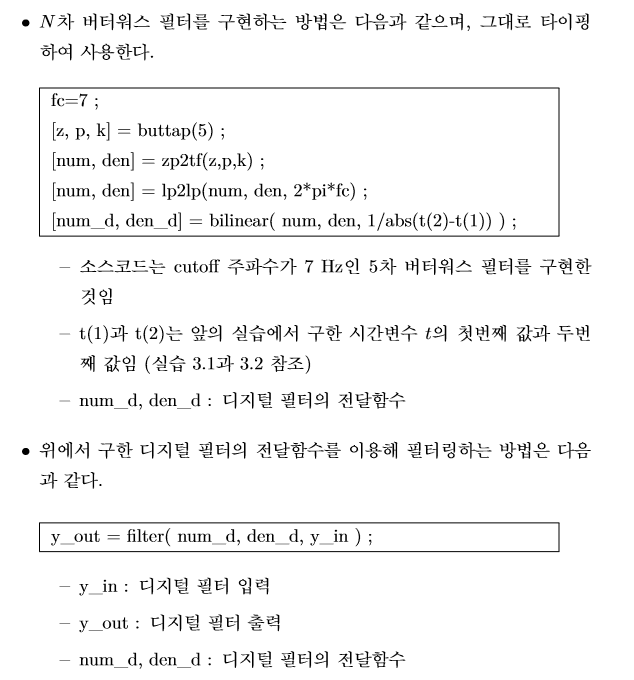 • N차 버터워스 필터를 구현하는 방법은 다음과 같으며, 그대로 타이핑
하여 사용한다.
fc=7 ;
[z, p, k] = buttap(5) ;
[num, den] = zp2tf(z,p,k) ;
[num, den] = lp2lp(num, den, 2*pi*fc) ;
[num_d, den_d] = bilinear( num, den, 1/abs(t(2)-t(1)) ) ;
– 소스코드는 cutoff 주파수가 7 Hz인 5차 버터워스 필터를 구현한
것임
– t(1)과 t(2)는 앞의 실습에서 구한 시간변수 t의 첫번째 값과 두번
째 값임 (실습 3.1과 3.2 참조)
– num_d, den_d : 디지털 필터의 전달함수
• 위에서 구한 디지털 필터의 전달함수를 이용해 필터링하는 방법은 다음
과 같다.
y_out = filter( num_d, den_d, y_in ) ;
– y_in : 디지털 필터 입력
– y_out : 디지털 필터 출력
– num_d, den_d : 디지털 필터의 전달함수